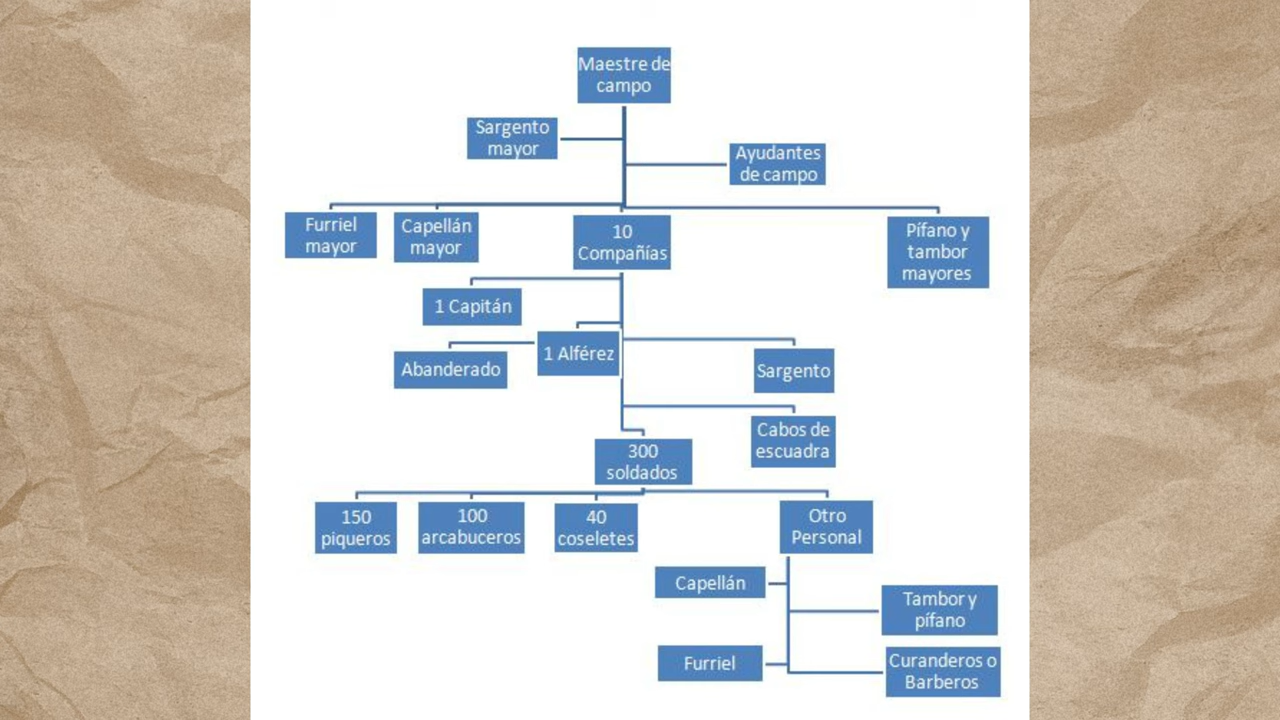 Maestre de
campo
Sargento
mayor
Ayudantes
de campo
Furriel
mayor
Capellán
mayor
10
Compañías
Pífano y
tambor
mayores
1 Capitán
1 Alférez
Abanderado
Sargento
Cabos de
escuadra
300
soldados
150
piqueros
100
arcabuceros
40
coseletes
Otro
Personal
Capellán
Tambor y
pífano
Furriel
Curanderos o
Barberos